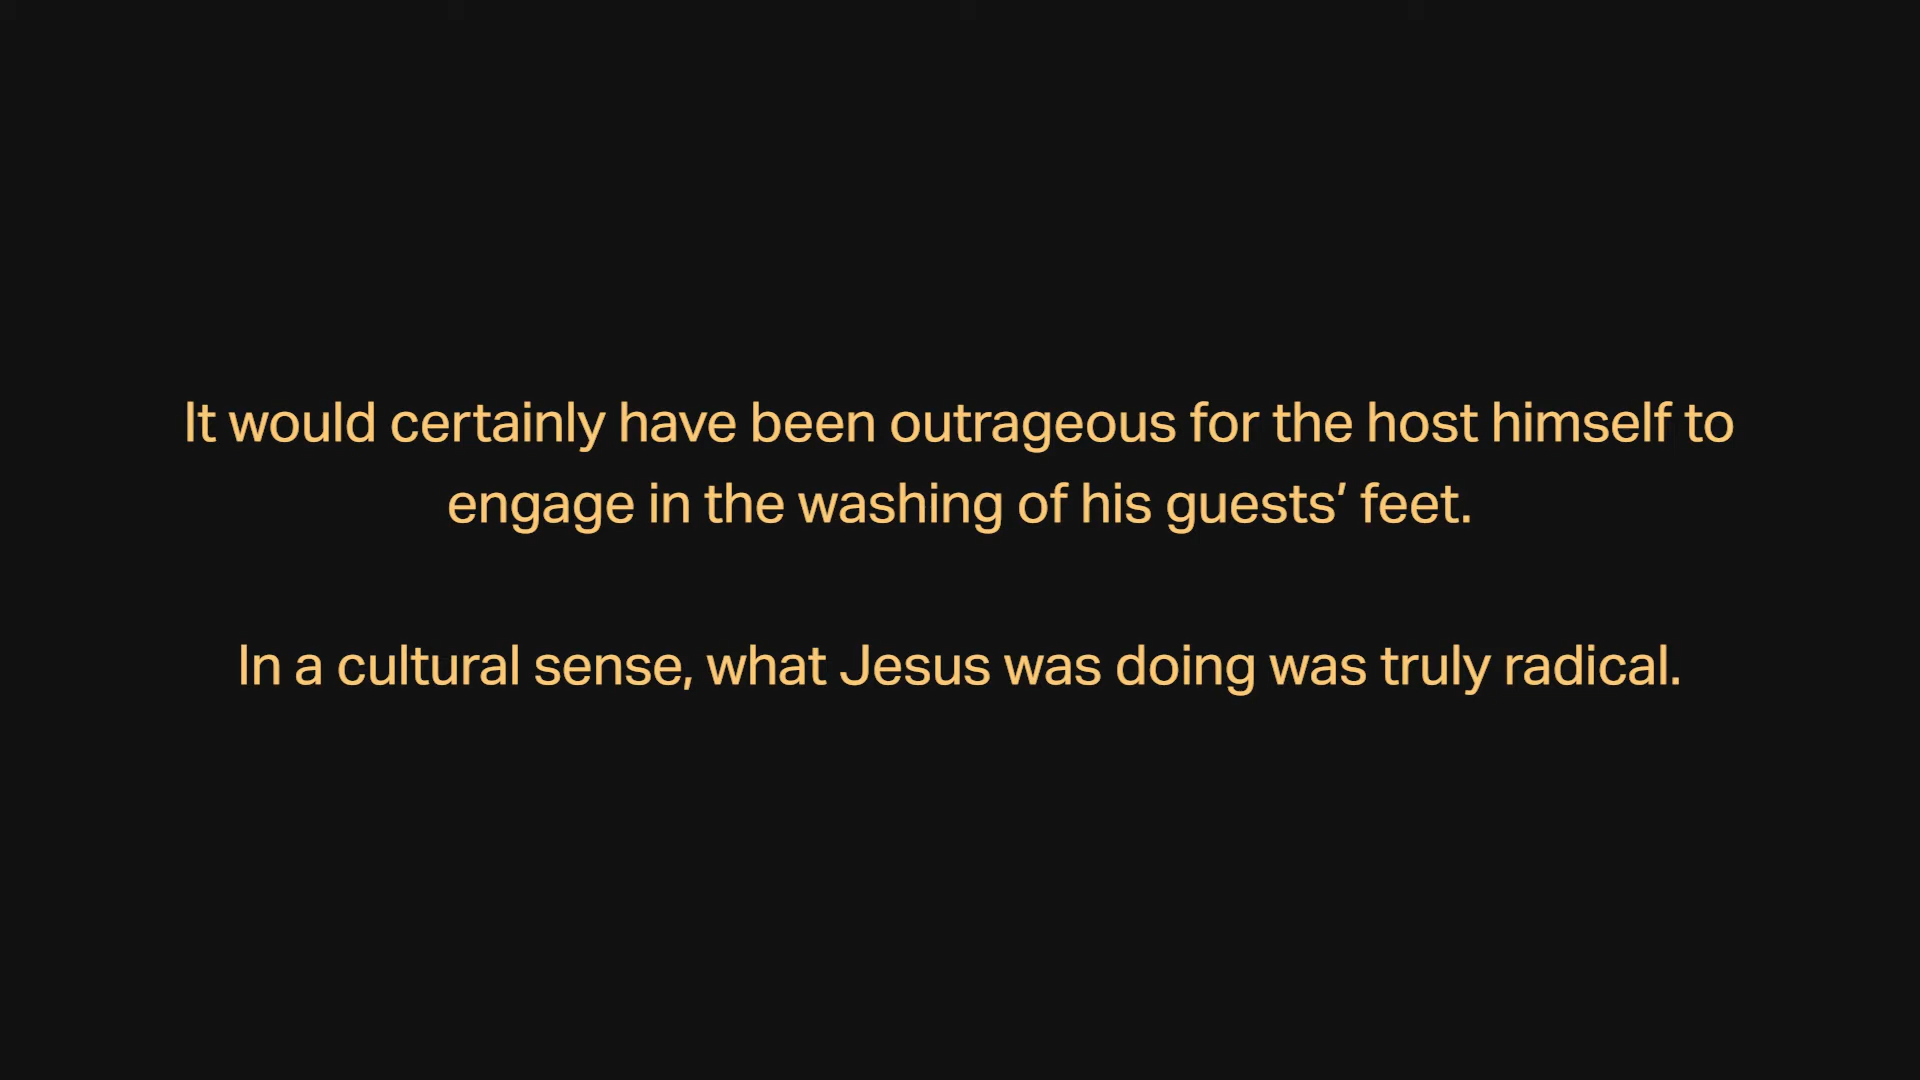 It would certainly have been outrageous for the host himself to
engage in the washing of his guests’ feet.
In a cultural sense, what Jesus was doing was truly radical.